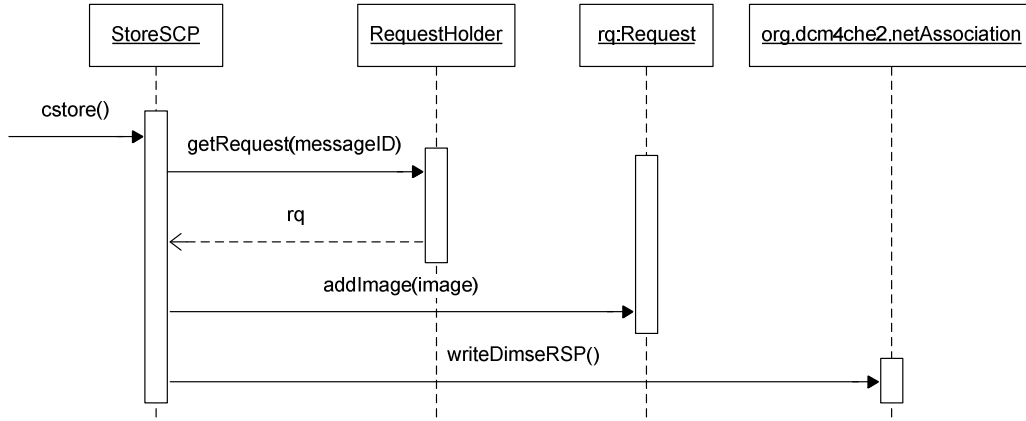 StoreSCP
RequestHolder
rq:Request
org.dcm4che2.netAssociation
cstore()
getRequest(messageID)
rq
addImage(image)
writeDimseRSP()